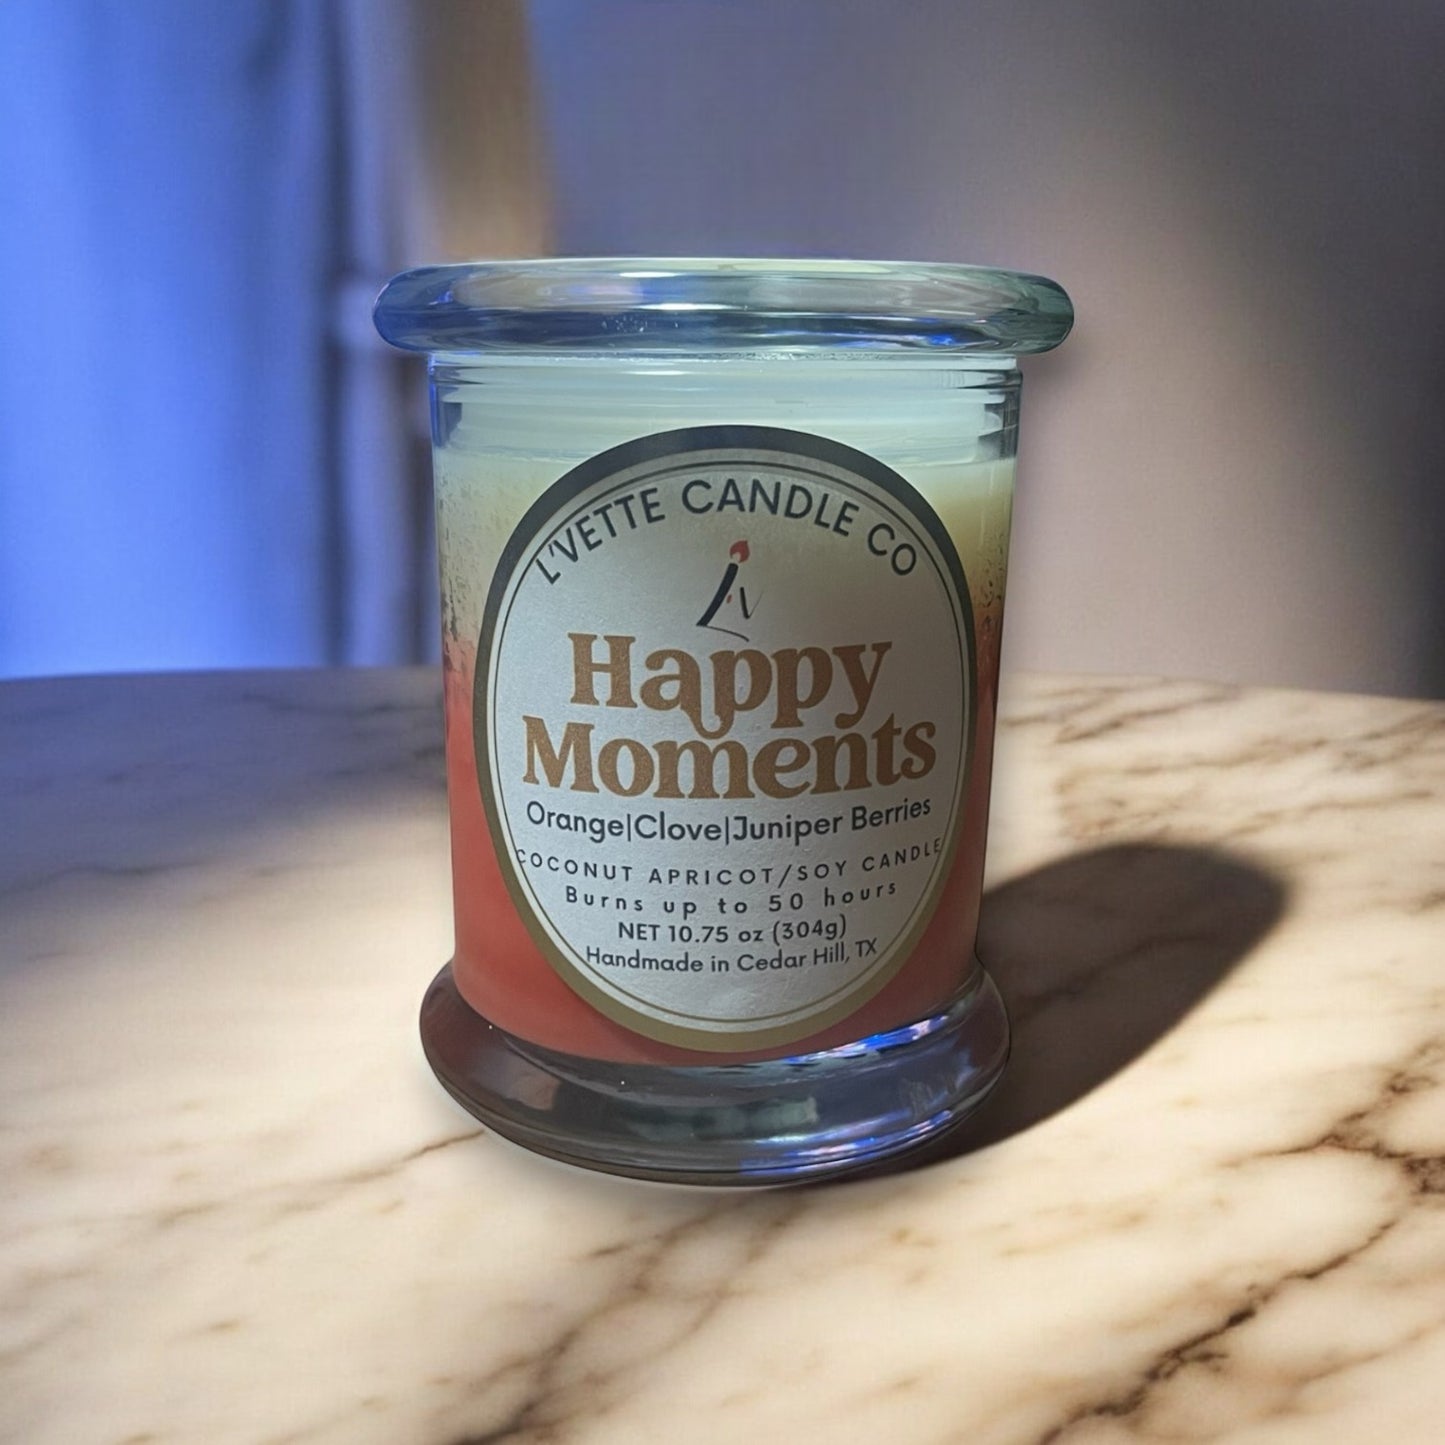 L'VETTE CANDLE CO
Lv
Happy
Moments
Orange|Clove|Juniper Berries
COCONUT APRICOT/SOY CANDLE
Burns up to 50 hours
NET 10.75 oz (304g)
Handmade in Cedar Hill, TX